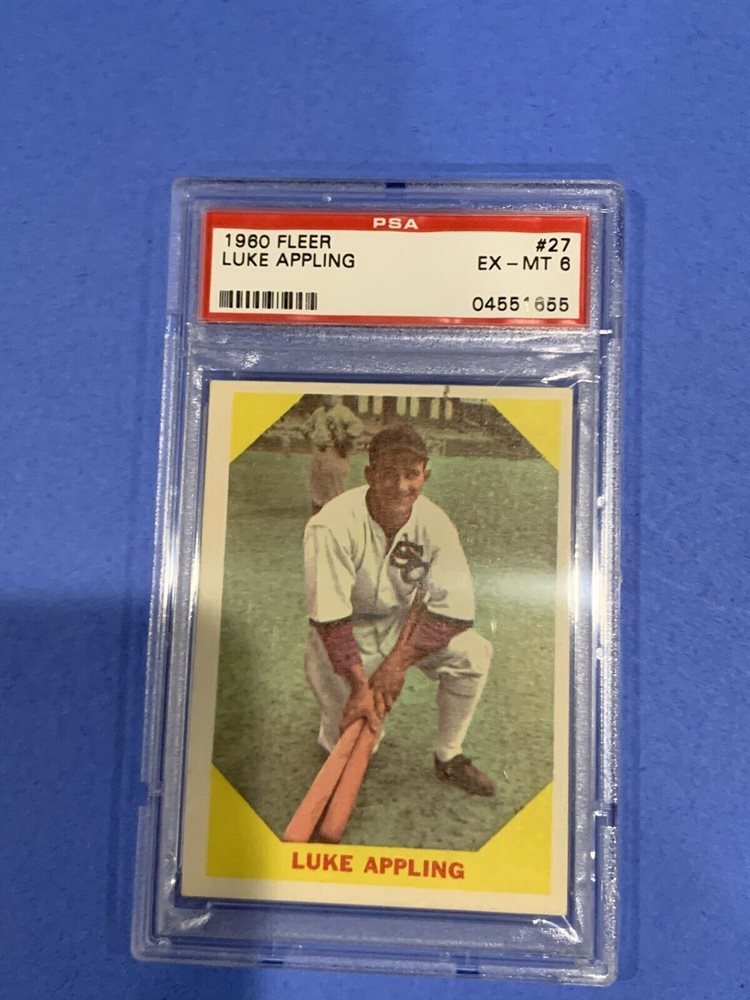 PSA
1960 FLEER #27
LUKE APPLING EX-MT 6
04551655
LUKE APPLING